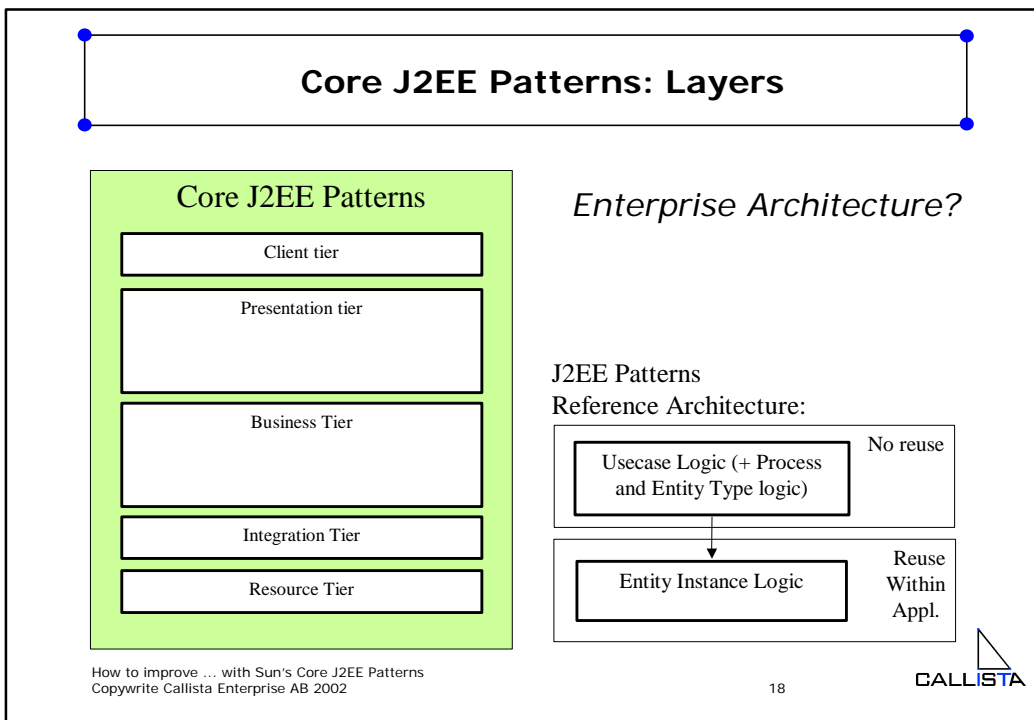 Core J2EE Patterns: Layers
Core J2EE Patterns
Client tier
Presentation tier
Business Tier
Integration Tier
Resource Tier
Enterprise Architecture?
J2EE Patterns
Reference Architecture:
Usecase Logic (+ Process
and Entity Type logic)
No reuse
Entity Instance Logic
Reuse
Within
Appl.
How to improve ... with Sun's Core J2EE Patterns
Copywrite Callista Enterprise AB 2002
18
CALLISTA